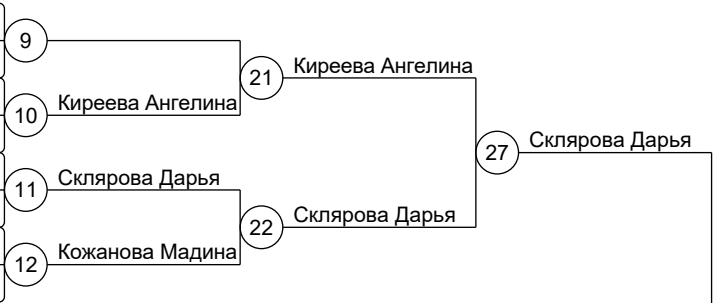 9
21 Киреева Ангелина
10 Киреева Ангелина
27 Склярова Дарья
11 Склярова Дарья
22 Склярова Дарья
12 Кожанова Мадина